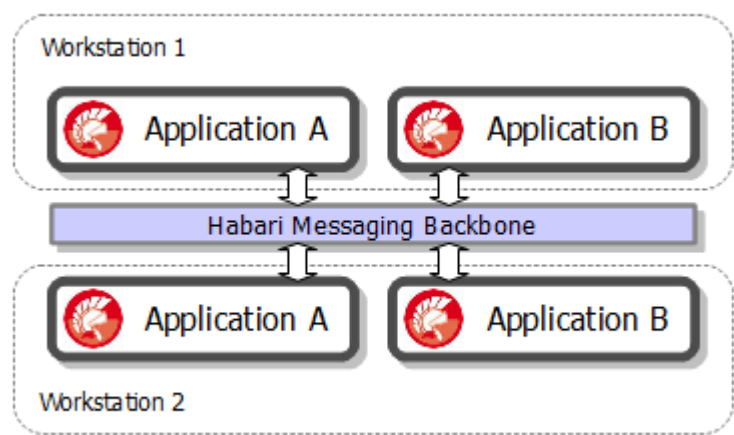 Workstation 1
Application A
Application B
Habari Messaging Backbone
Application A
Application B
Workstation 2